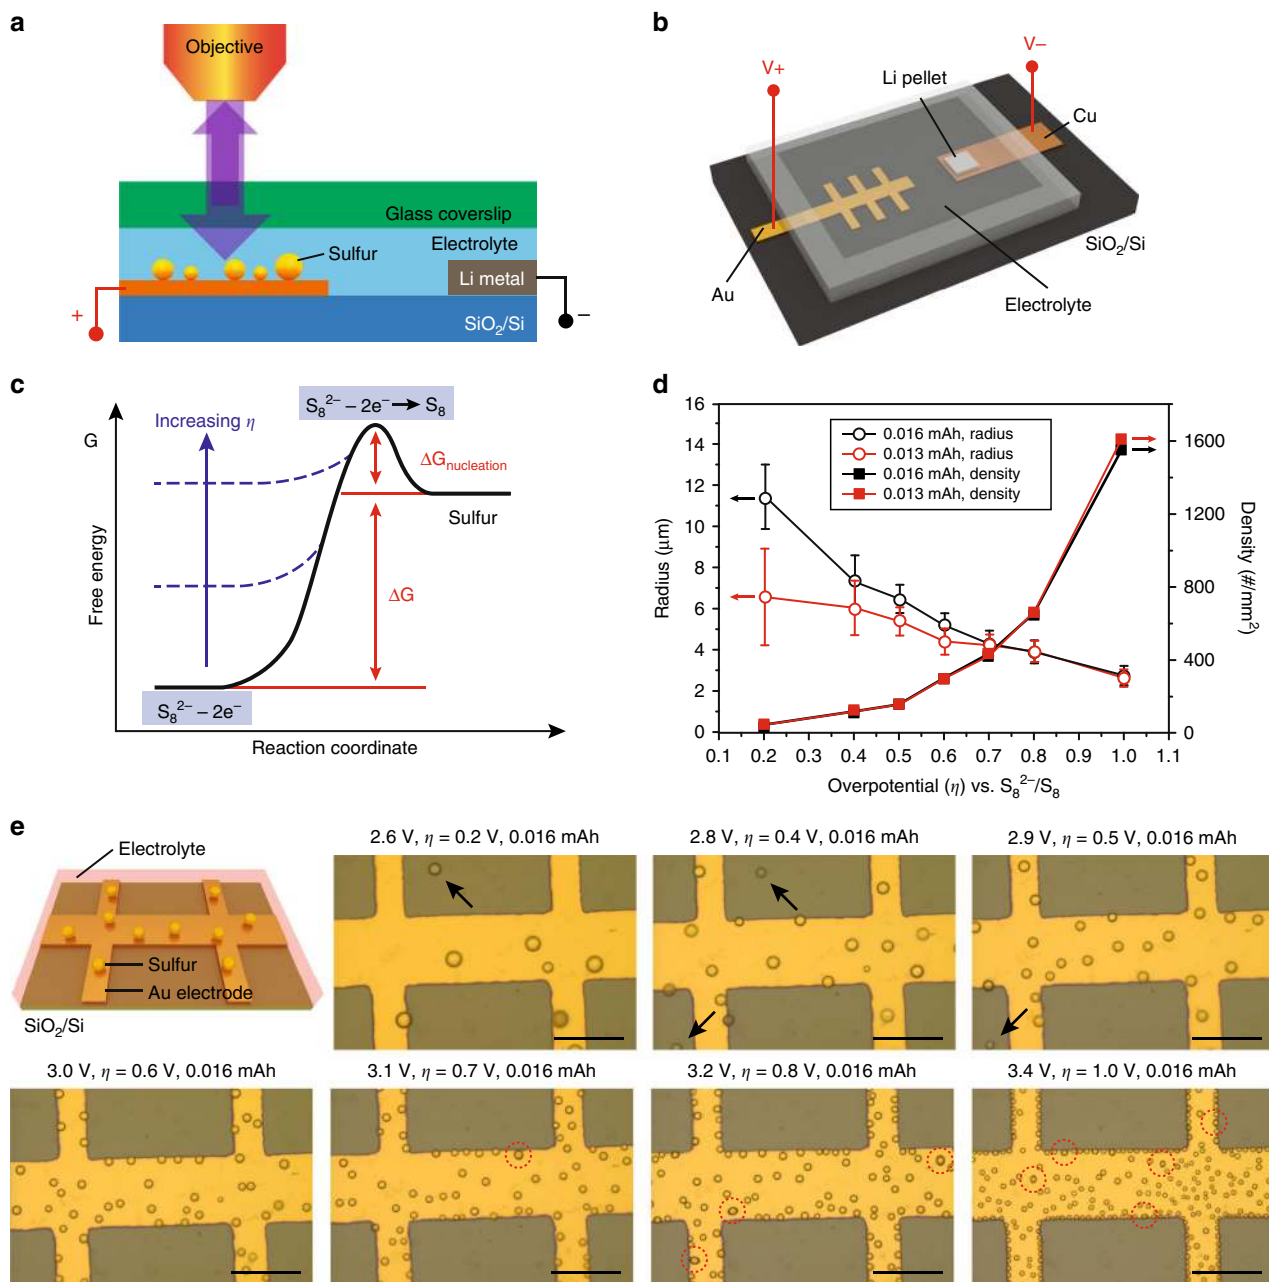 a
Objective
Glass coverslip
Electrolyte
Sulfur
Li metal
+
−
SiO2/Si
b
V+
V−
Li pellet
Cu
Au
SiO2/Si
Electrolyte
c
G
Free energy
Increasing η
S8^2− − 2e− → S8
ΔGnucleation
Sulfur
ΔG
S8^2− − 2e−
Reaction coordinate
d
16
14
12
10
8
6
4
2
0
Radius (μm)
0.016 mAh, radius
0.013 mAh, radius
0.016 mAh, density
0.013 mAh, density
1600
1200
800
400
0
Density (#/mm2)
0.1 0.2 0.3 0.4 0.5 0.6 0.7 0.8 0.9 1.0 1.1
Overpotential (η) vs. S8^2−/S8
e
Electrolyte
Sulfur
Au electrode
SiO2/Si
2.6 V, η = 0.2 V, 0.016 mAh
2.8 V, η = 0.4 V, 0.016 mAh
2.9 V, η = 0.5 V, 0.016 mAh
3.0 V, η = 0.6 V, 0.016 mAh
3.1 V, η = 0.7 V, 0.016 mAh
3.2 V, η = 0.8 V, 0.016 mAh
3.4 V, η = 1.0 V, 0.016 mAh